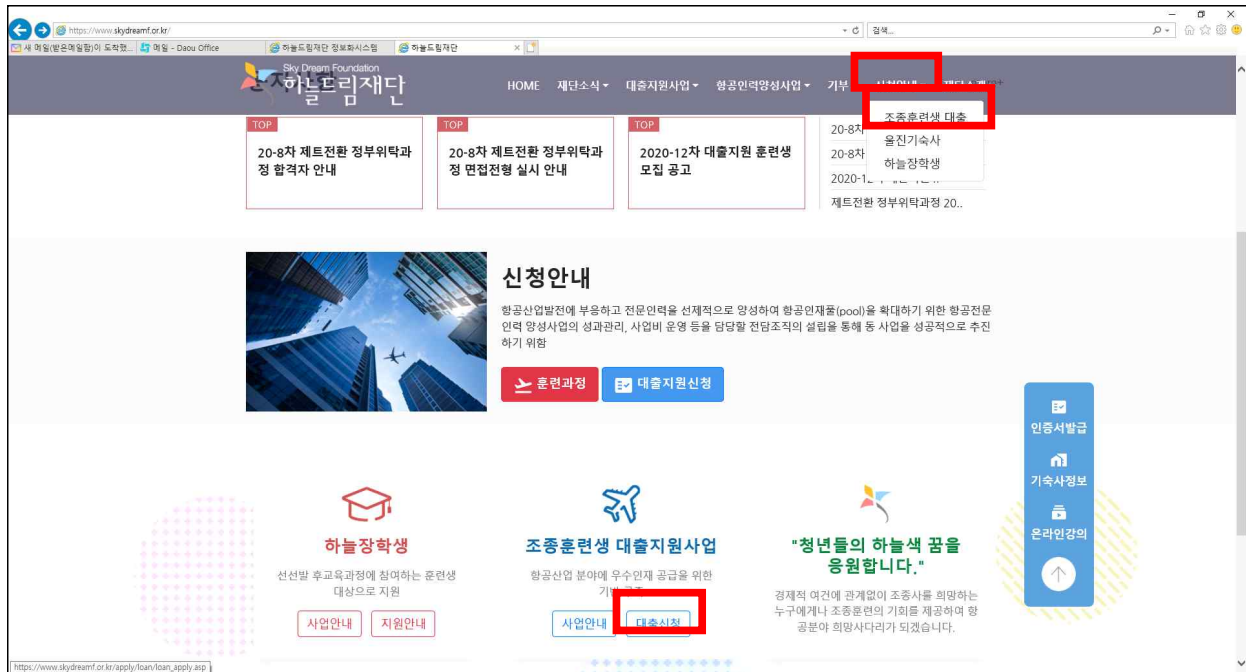 https://www.skydreamf.or.kr/
검색...
새 메일(받은메일함)이 도착했...
메일 - Daou Office
하늘드림재단 정보화시스템
하늘드림재단
Sky Dream Foundation
하늘드림재단
HOME 재단소식 대출지원사업 항공인력양성사업 기부
조종훈련생 대출
울진기숙사
하늘장학생
TOP
20-8차 제트전환 정부위탁과
정 합격자 안내
TOP
20-8차 제트전환 정부위탁과
정 면접전형 실시 안내
TOP
2020-12차 대출지원 훈련생
모집 공고
20-8차
20-8차
제트전환 정부위탁과정 20..
신청안내
항공산업발전에 부응하고 전문인력을 선제적으로 양성하여 항공인재풀(pool)을 확대하기 위한 항공전문
인력 양성사업의 성과관리, 사업비 운영 등을 담당할 전담조직의 설립을 통해 동 사업을 성공적으로 추진
하기 위함
훈련과정
대출지원신청
인증서발급
기숙사정보
온라인강의
하늘장학생
선선발 후교육과정에 참여하는 훈련생
대상으로 지원
사업안내
지원안내
조종훈련생 대출지원사업
항공산업 분야에 우수인재 공급을 위한
사업안내
대출신청
"청년들의 하늘색 꿈을
응원합니다."
경제적 여건에 관계없이 조종사를 희망하는
누구에게나 조종훈련의 기회를 제공하여 항
공분야 희망사다리가 되겠습니다.
https://www.skydreamf.or.kr/apply/loan/loan_apply.asp